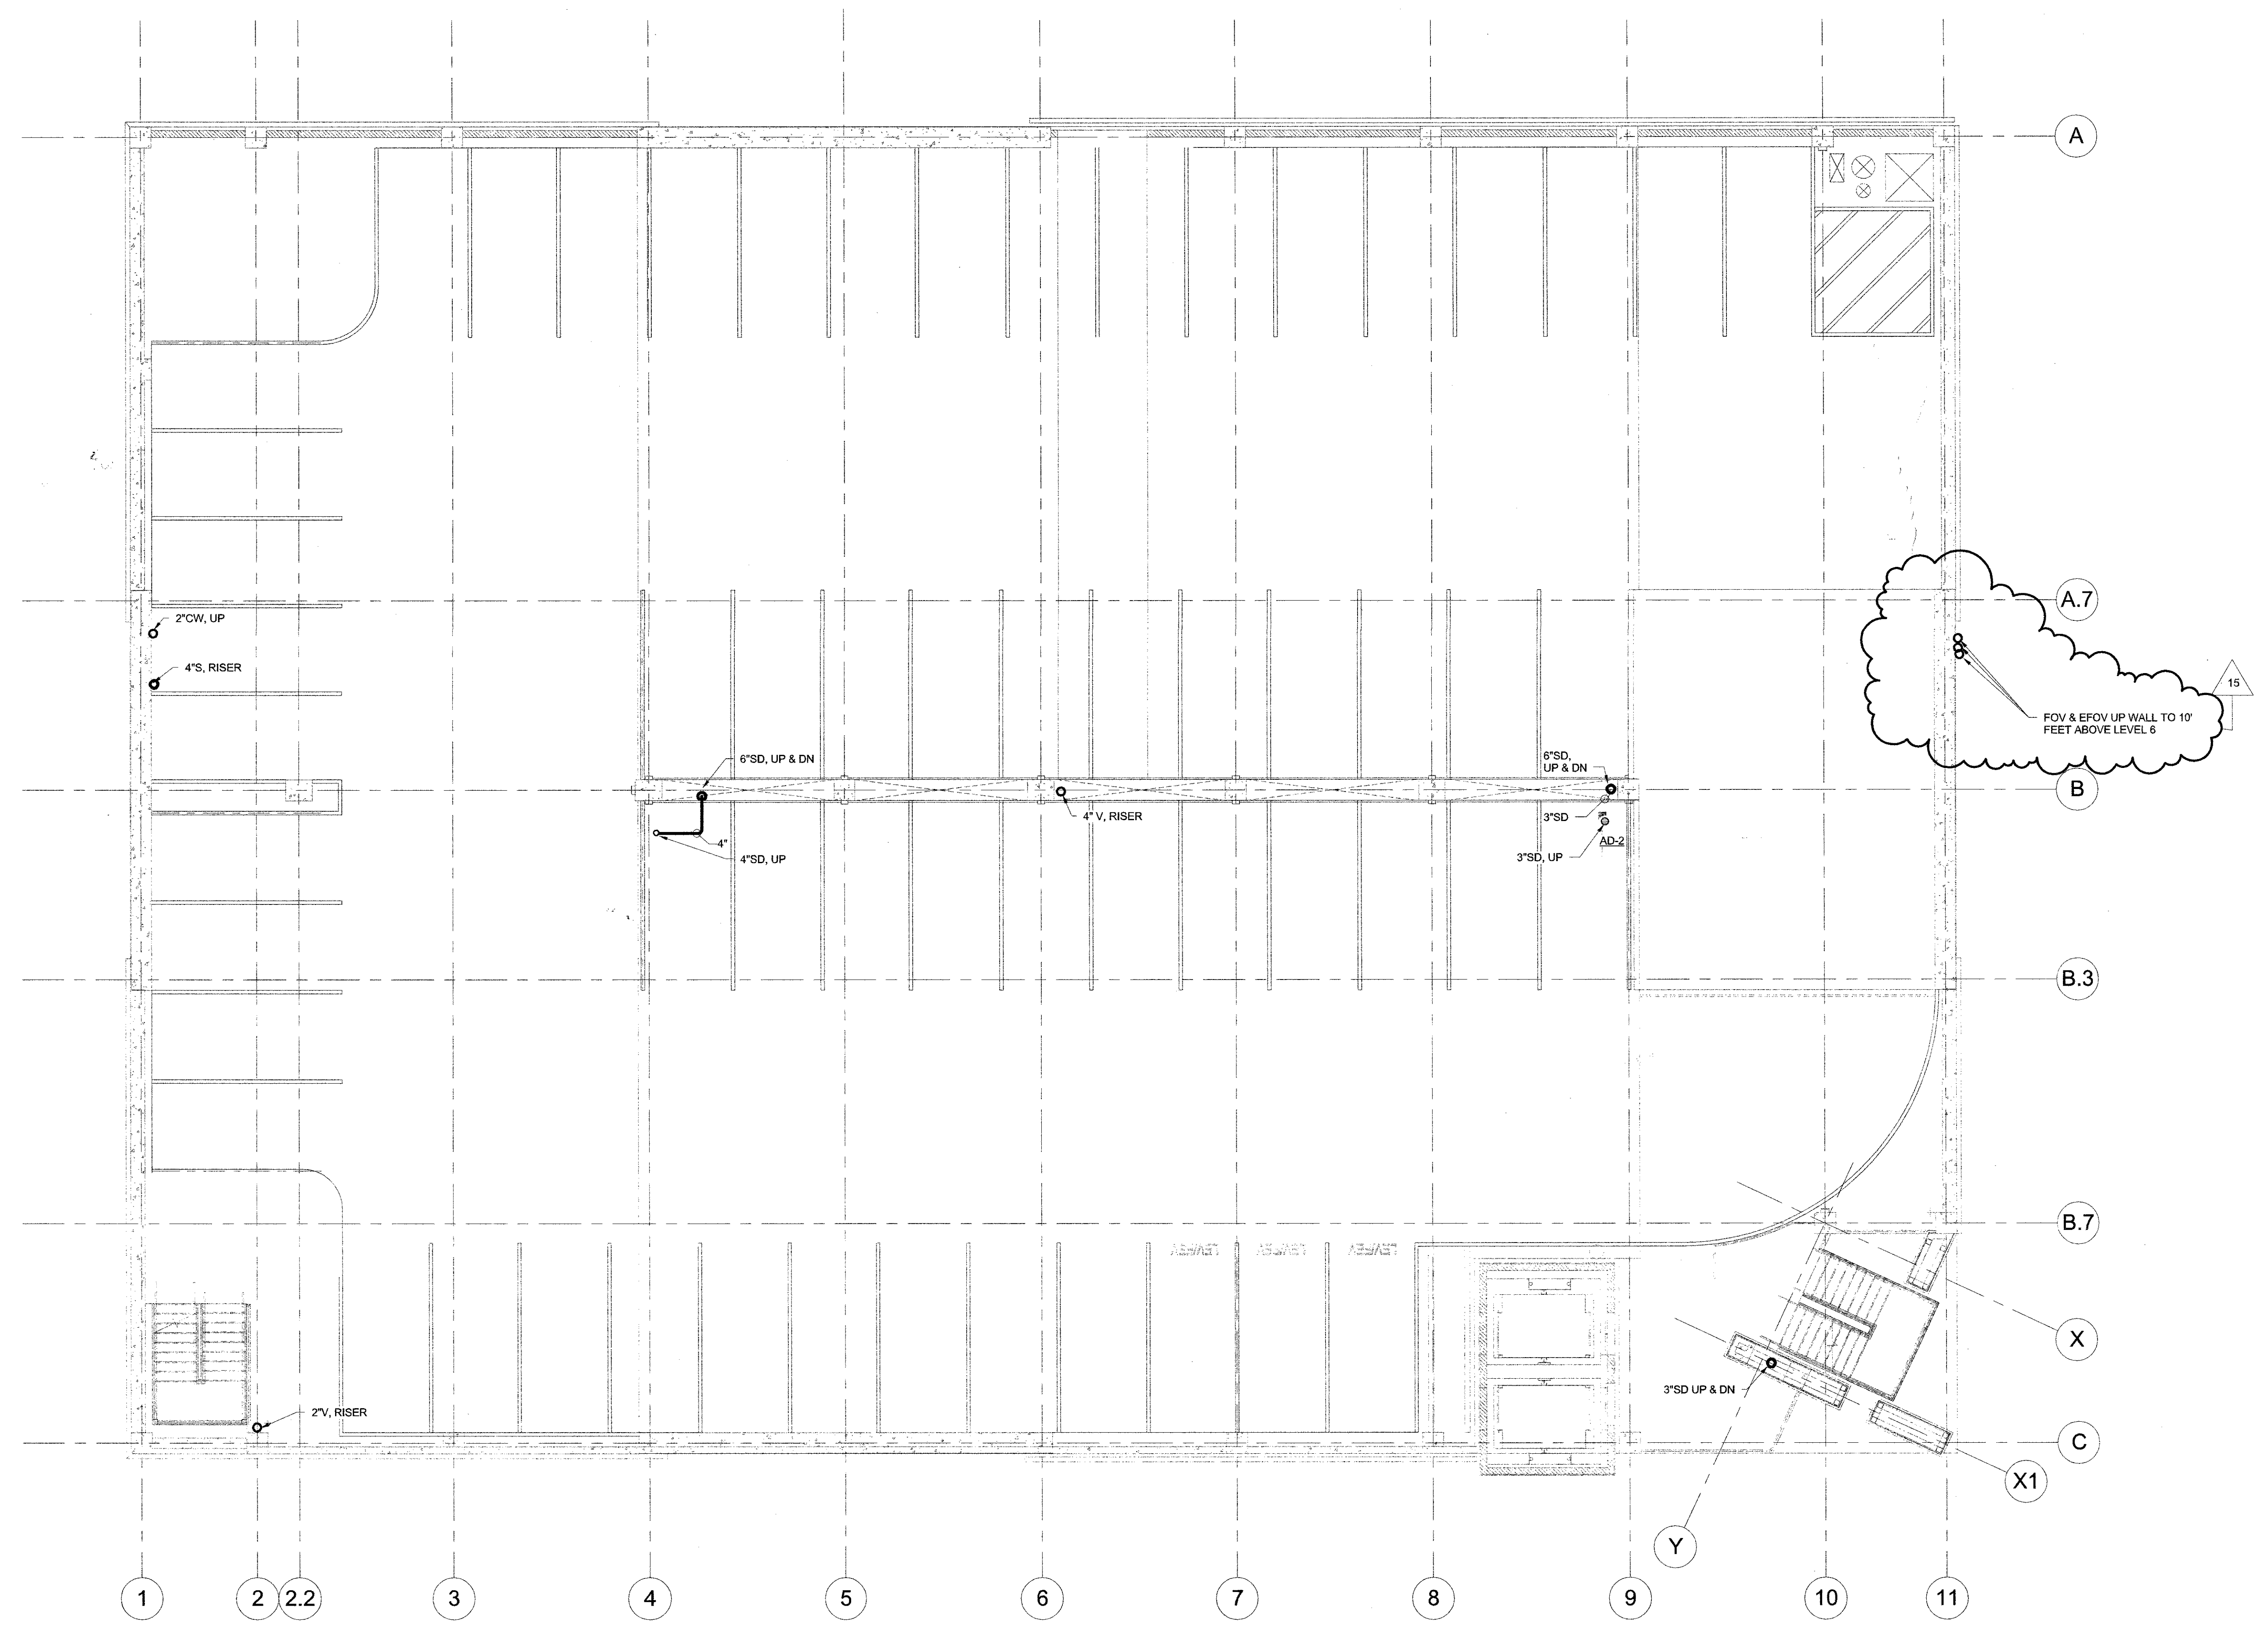 A
A.7
2"CW, UP
4"S, RISER
15
FOV & EFOV UP WALL TO 10'
FEET ABOVE LEVEL 6
6"SD, UP & DN
6"SD,
UP & DN
B
4" V, RISER
3"SD
4"
4"SD, UP
AD-2
3"SD, UP
B.3
B.7
X
3"SD UP & DN
2"V, RISER
C
X1
Y
1
2
2.2
3
4
5
6
7
8
9
10
11